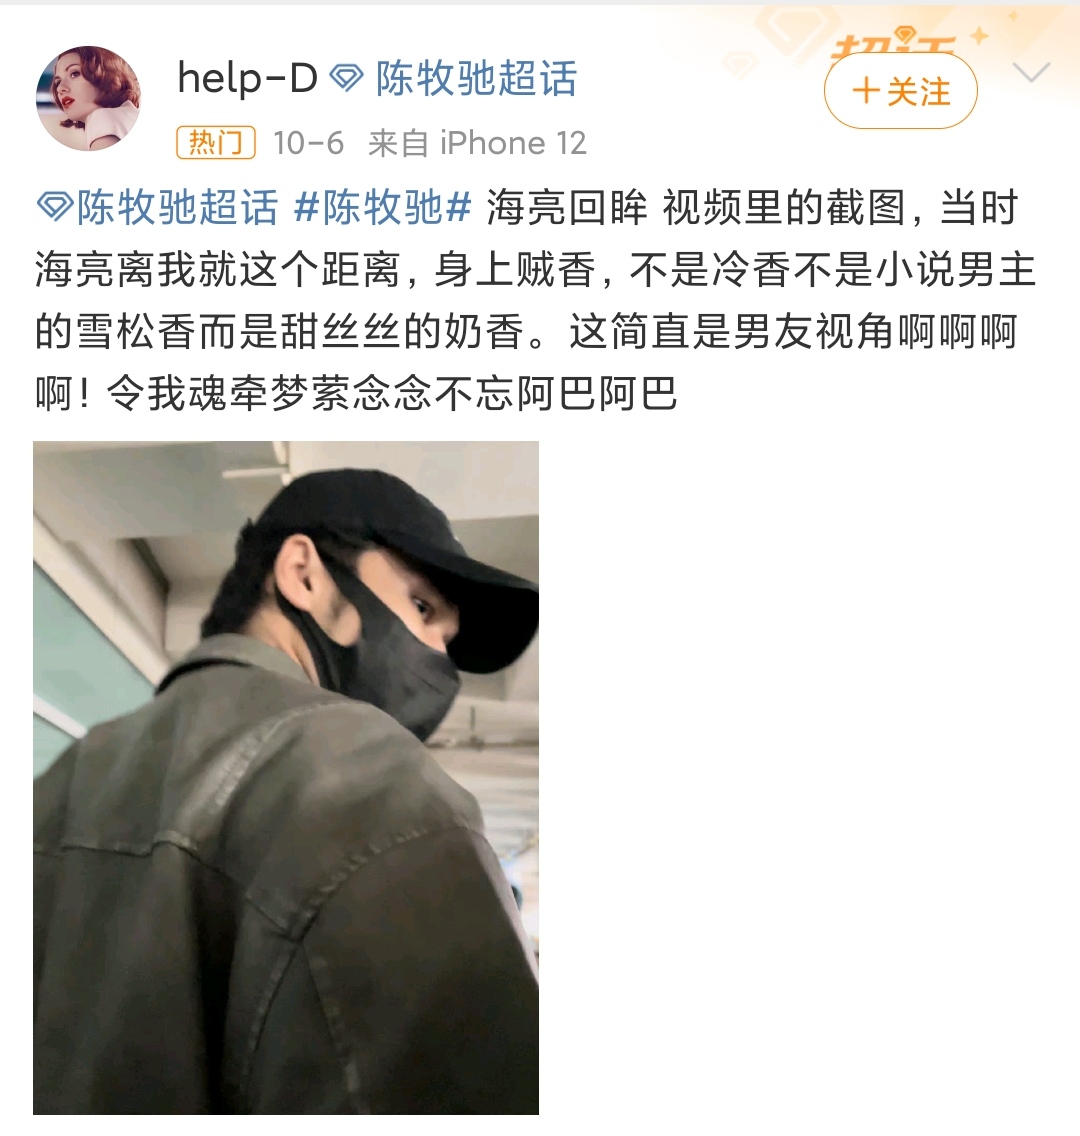 超话
help-D 陈牧驰超话
+关注
热门 10-6 来自 iPhone 12
陈牧驰超话 #陈牧驰# 海亮回眸 视频里的截图，当时
海亮离我就这个距离，身上贼香，不是冷香不是小说男主
的雪松香而是甜丝丝的奶香。这简直是男友视角啊啊啊
啊！令我魂牵梦萦念念不忘阿巴阿巴